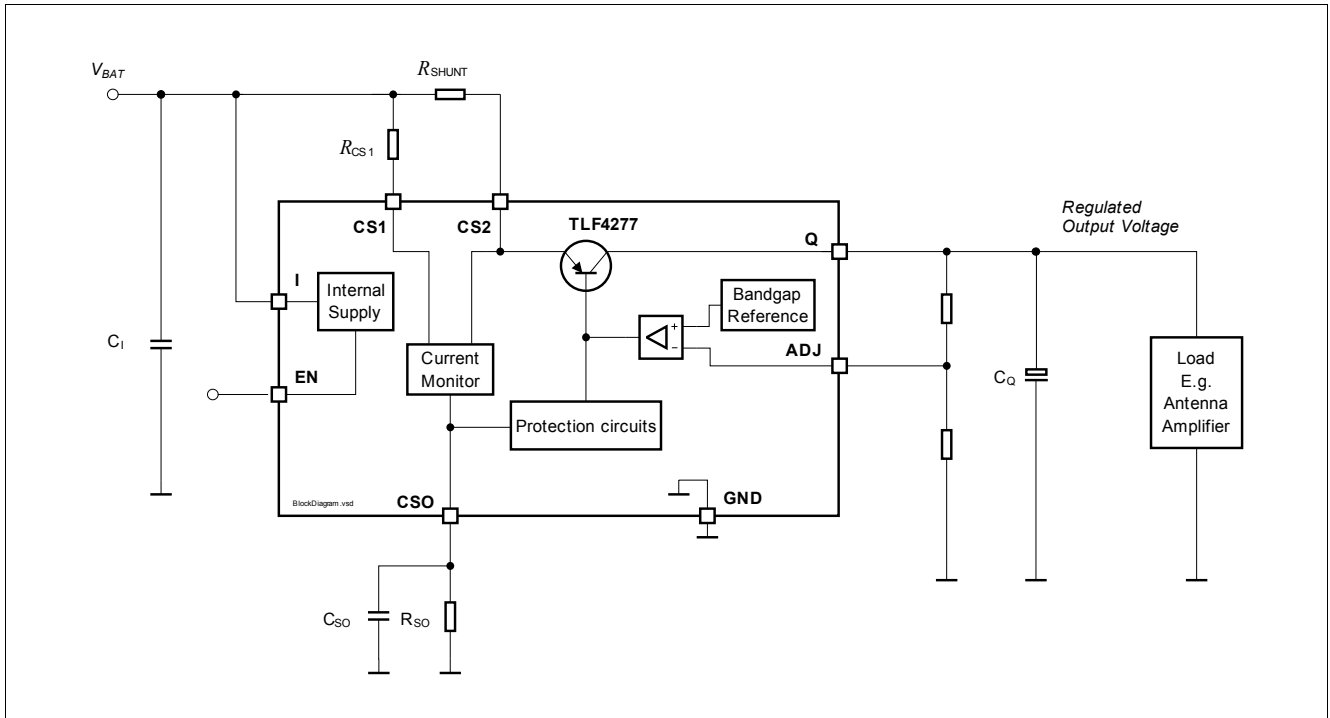 V_BAT
R_SHUNT
R_CS1
CS1
CS2
TLF4277
Q
Regulated
Output Voltage
I
Internal
Supply
Bandgap
Reference
+
−
ADJ
C_I
EN
Current
Monitor
Protection circuits
C_Q
Load
E.g.
Antenna
Amplifier
BlockDiagram.vsd
CSO
GND
C_SO
R_SO